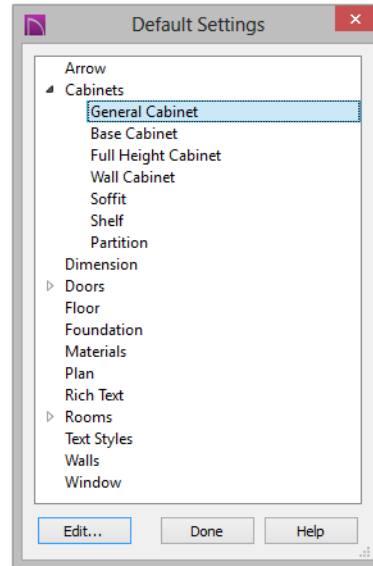 Default Settings
Arrow
Cabinets
General Cabinet
Base Cabinet
Full Height Cabinet
Wall Cabinet
Soffit
Shelf
Partition
Dimension
Doors
Floor
Foundation
Materials
Plan
Rich Text
Rooms
Text Styles
Walls
Window
Edit... Done Help